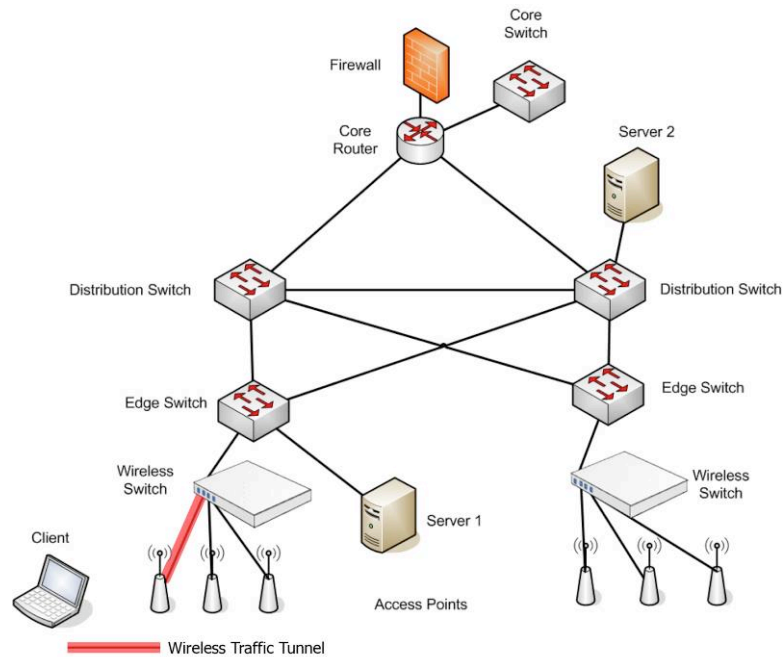 Core
Switch
Firewall
Core
Router
Server 2
Distribution Switch
Distribution Switch
Edge Switch
Edge Switch
Wireless
Switch
Wireless
Switch
Server 1
Client
Access Points
Wireless Traffic Tunnel